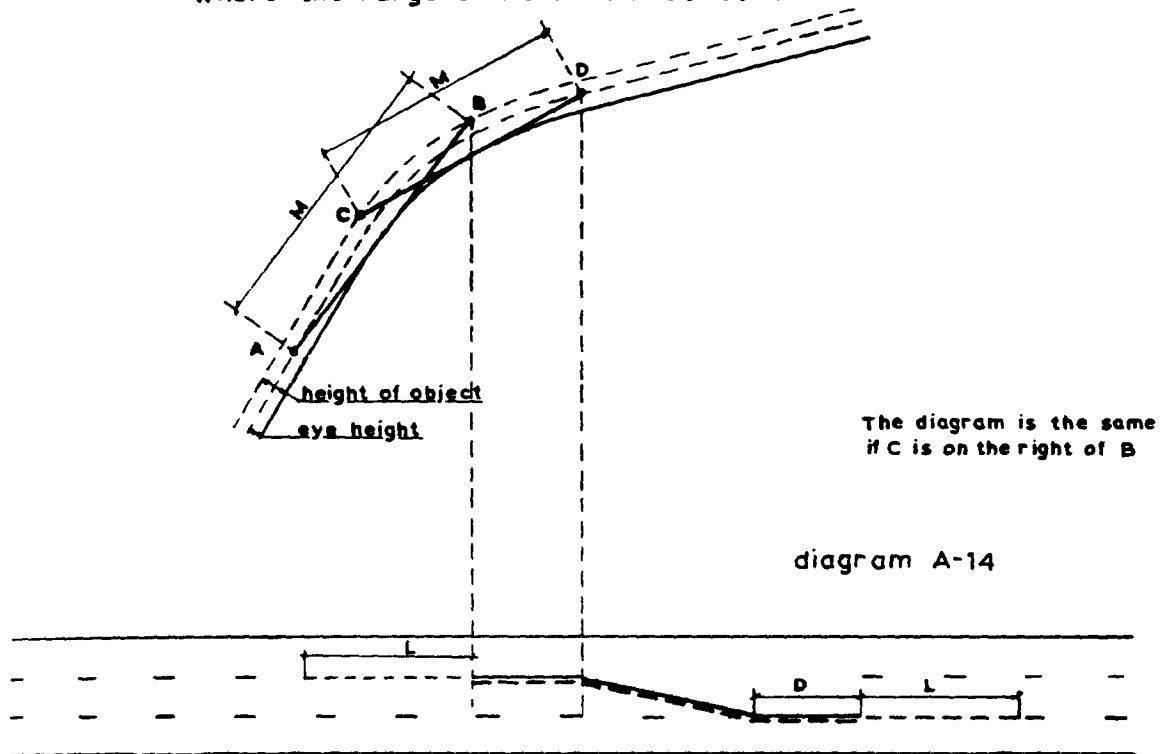 M
D
B
C
M
A
height of object
eye height
The diagram is the same
if C is on the right of B
diagram A-14
L
D
L